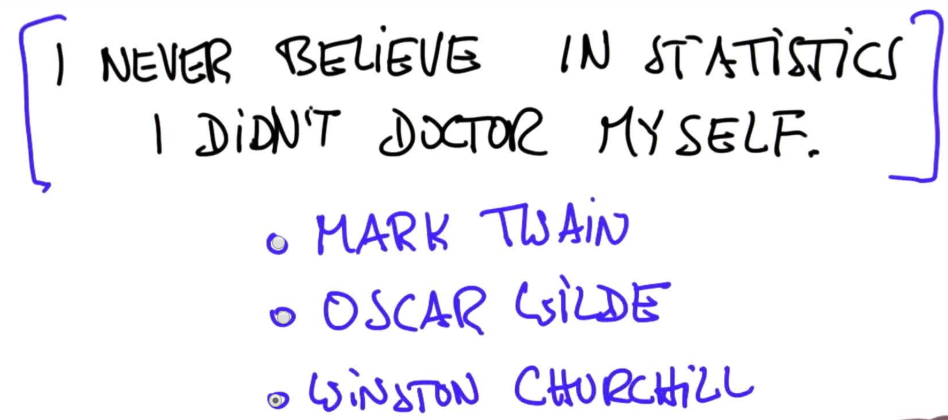 I NEVER BELIEVE IN STATISTICS
I DIDN'T DOCTOR MYSELF.
MARK TWAIN
OSCAR WILDE
WINSTON CHURCHILL